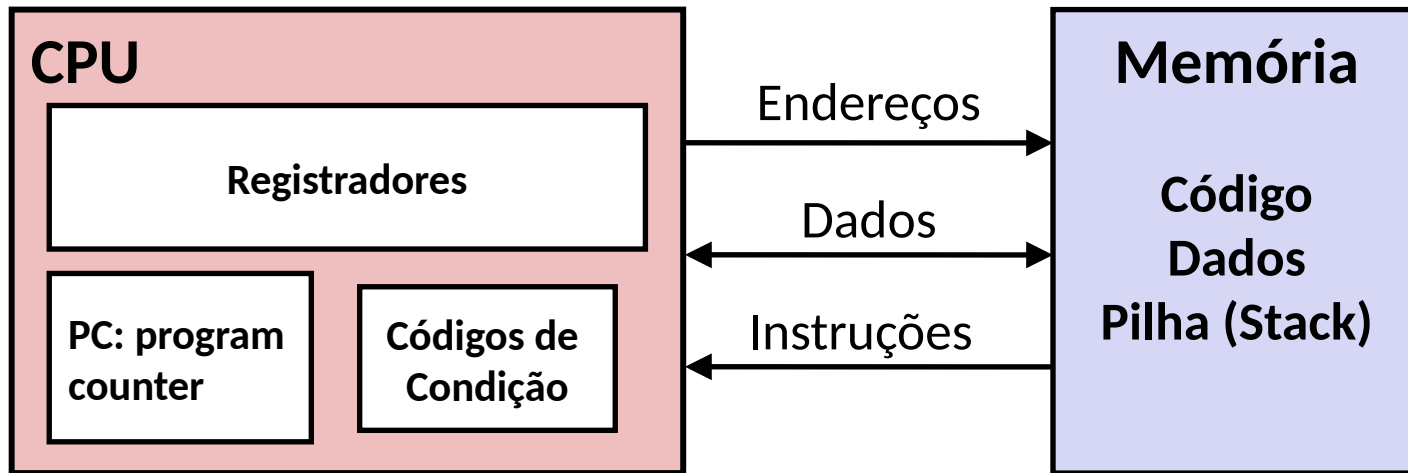 CPU
Registradores
PC: program
counter
Códigos de
Condição
Endereços
Dados
Instruções
Memória
Código
Dados
Pilha (Stack)